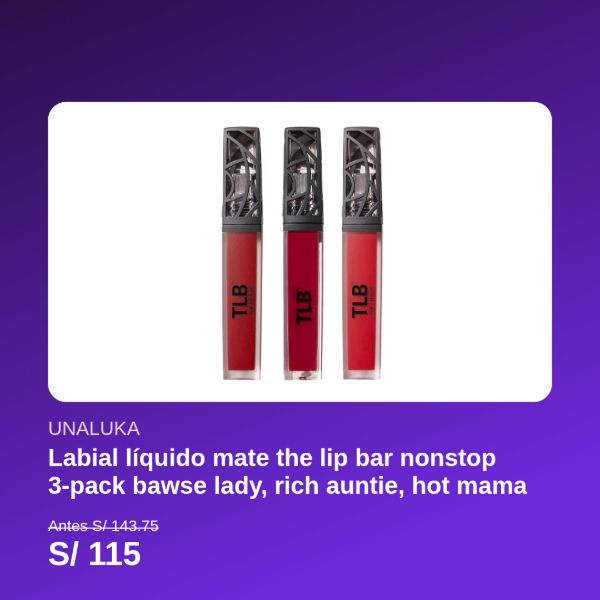 TLB
TLB
TLB
UNALUKA
Labial líquido mate the lip bar nonstop
3-pack bawse lady, rich auntie, hot mama
Antes S/ 143.75
S/ 115